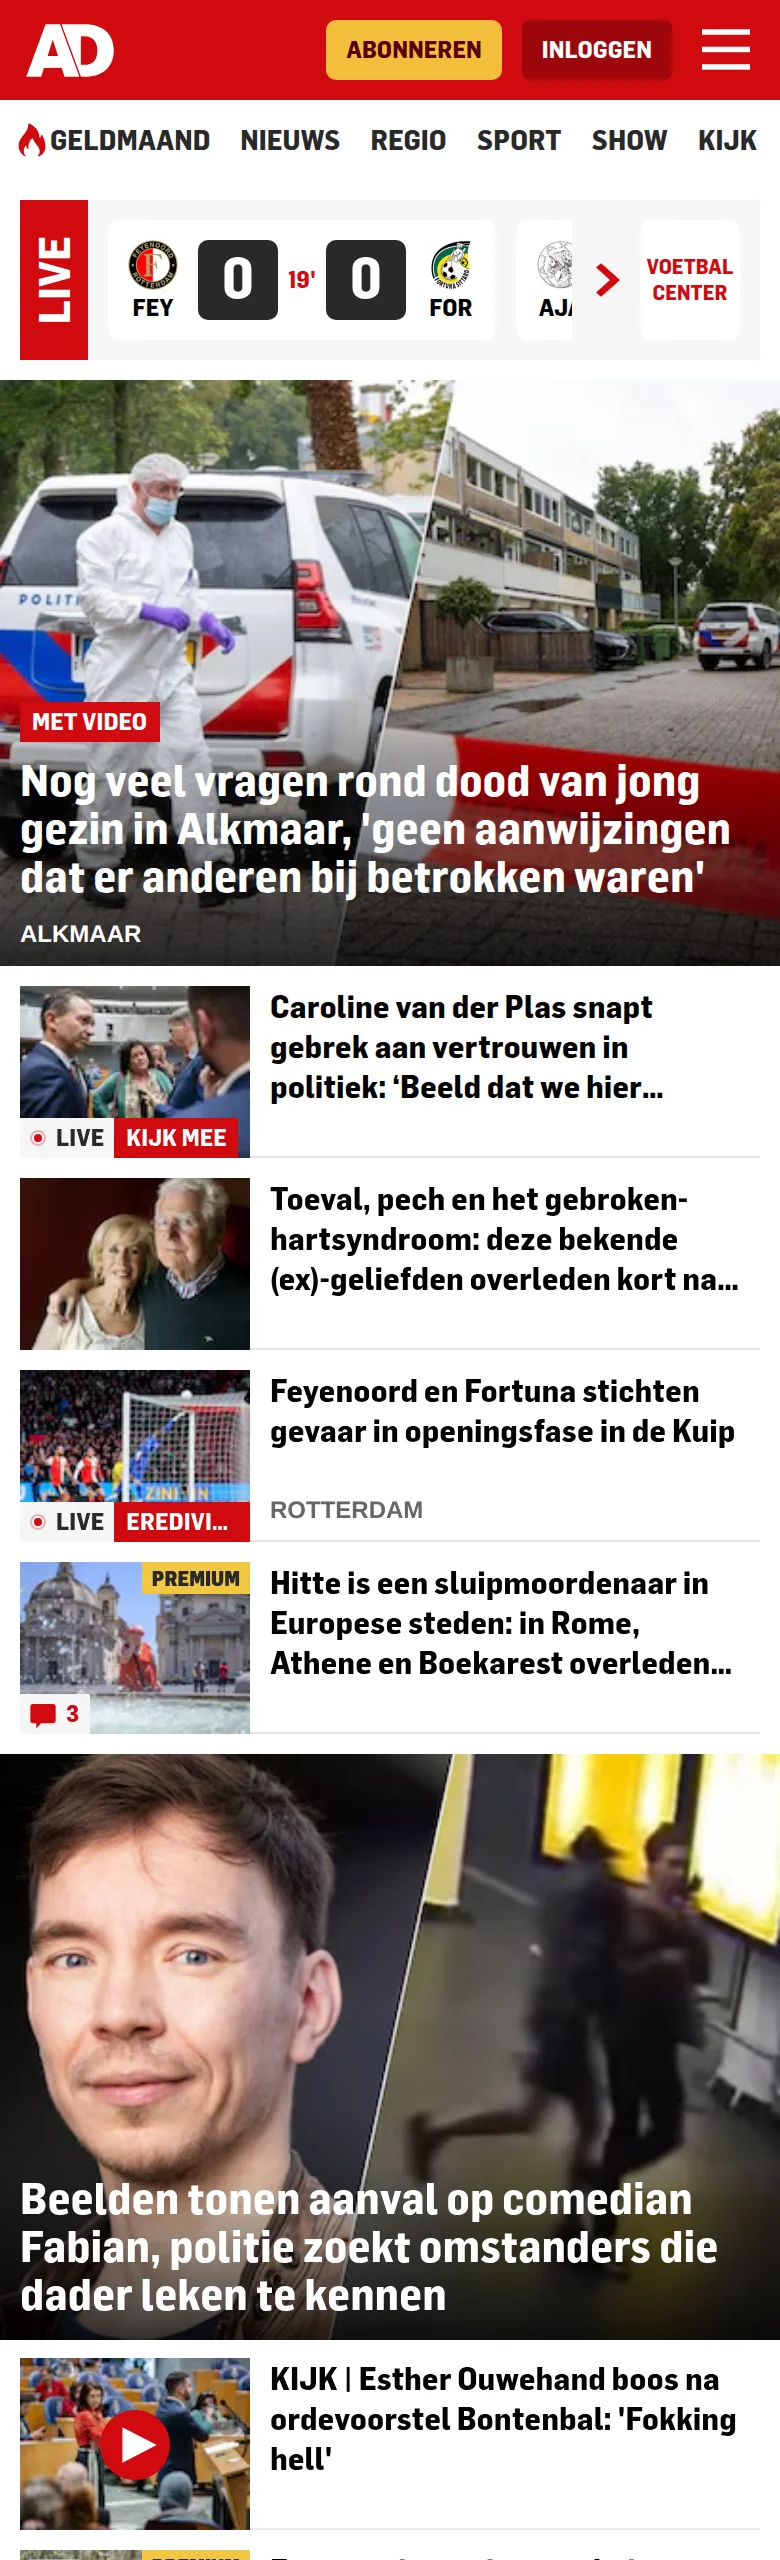 AD
ABONNEREN
INLOGGEN
GELDMAAND NIEUWS REGIO SPORT SHOW KIJK
LIVE
FEYENOORD
ROTTERDAM
FEY
0
19'
0
FORTUNA SITTARD
FOR
AJA
VOETBAL
CENTER
POLITI
MET VIDEO
Nog veel vragen rond dood van jong
gezin in Alkmaar, 'geen aanwijzingen
dat er anderen bij betrokken waren'
ALKMAAR
Caroline van der Plas snapt
gebrek aan vertrouwen in
politiek: ‘Beeld dat we hier...
LIVE KIJK MEE
Toeval, pech en het gebroken-
hartsyndroom: deze bekende
(ex)-geliefden overleden kort na...
Feyenoord en Fortuna stichten
gevaar in openingsfase in de Kuip
ROTTERDAM
LIVE EREDIVI...
PREMIUM
Hitte is een sluipmoordenaar in
Europese steden: in Rome,
Athene en Boekarest overleden...
3
Beelden tonen aanval op comedian
Fabian, politie zoekt omstanders die
dader leken te kennen
KIJK | Esther Ouwehand boos na
ordevoorstel Bontenbal: 'Fokking
hell'